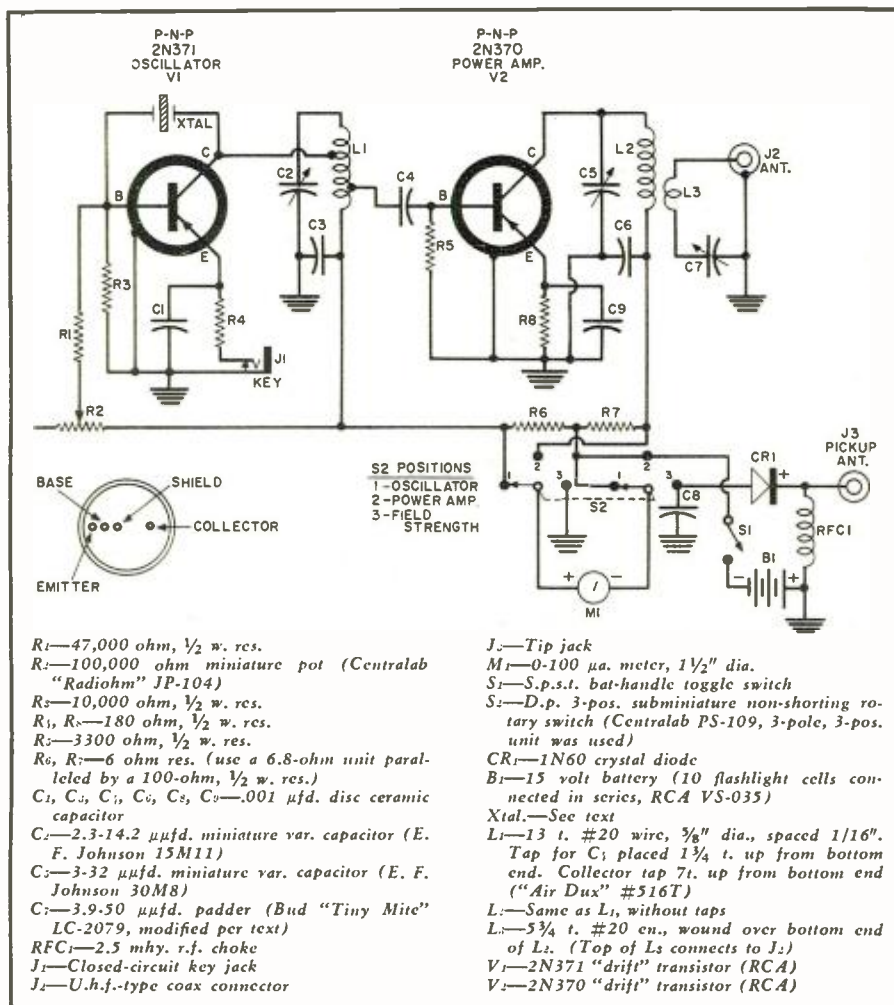 P-N-P
2N371
OSCILLATOR
V1
P-N-P
2N370
POWER AMP.
V2
XTAL
C
B
E
L1
C2
C3
C4
R3
R1
C1
R4
J1
KEY
R2
C
B
E
R5
C5
L2
C6
R8
C9
L3
J2
ANT.
C7
R6
R7
S2 POSITIONS
1-OSCILLATOR
2-POWER AMP.
3-FIELD
STRENGTH
1
2
3
S2
1
2
3
C8
CR1
+
J3
PICKUP
ANT.
RFC1
S1
B1
-
+
+
-
M1
BASE
SHIELD
COLLECTOR
EMITTER
R1—47,000 ohm, 1/2 w. res.
R2—100,000 ohm miniature pot (Centralab
"Radiohm" JP-104)
R3—10,000 ohm, 1/2 w. res.
R4, R8—180 ohm, 1/2 w. res.
R5—3300 ohm, 1/2 w. res.
R6, R7—6 ohm res. (use a 6.8-ohm unit paral-
leled by a 100-ohm, 1/2 w. res.)
C1, C3, C4, C6, C8, C9—.001 µfd. disc ceramic
capacitor
C2—2.3-14.2 µµfd. miniature var. capacitor (E.
F. Johnson 15M11)
C5—3-32 µµfd. miniature var. capacitor (E. F.
Johnson 30M8)
C7—3.9-50 µµfd. padder (Bud "Tiny Mite"
LC-2079, modified per text)
RFC1—2.5 mhy. r.f. choke
J1—Closed-circuit key jack
J2—U.h.f.-type coax connector
J3—Tip jack
M1—0-100 µa. meter, 1 1/2" dia.
S1—S.p.s.t. bat-handle toggle switch
S2—D.p. 3-pos. subminiature non-shorting ro-
tary switch (Centralab PS-109, 3-pole, 3-pos.
unit was used)
CR1—1N60 crystal diode
B1—15 volt battery (10 flashlight cells con-
nected in series, RCA VS-035)
Xtal.—See text
L1—13 t. #20 wire, 5/8" dia., spaced 1/16".
Tap for C4 placed 1 3/4 t. up from bottom
end. Collector tap 7t. up from bottom end
("Air Dux" #516T)
L2—Same as L1, without taps
L3—5 3/4 t. #20 en., wound over bottom end
of L2. (Top of L3 connects to J2)
V1—2N371 "drift" transistor (RCA)
V2—2N370 "drift" transistor (RCA)